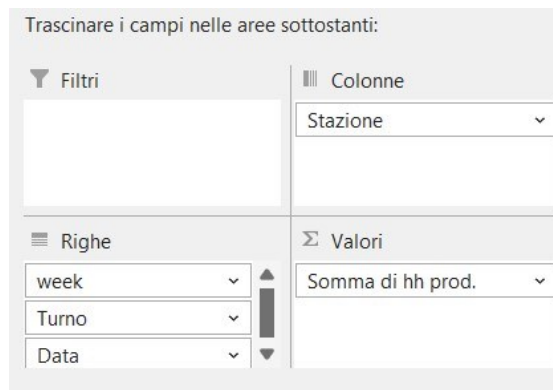 Trascinare i campi nelle aree sottostanti:
Filtri
Colonne
Stazione
Righe
week
Turno
Data
Σ Valori
Somma di hh prod.